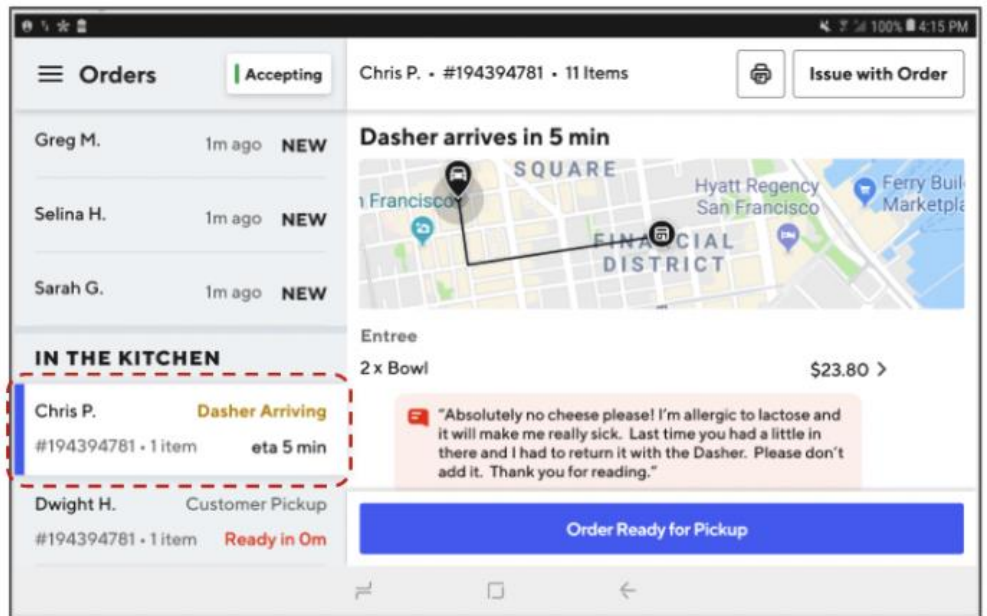 100% 4:15 PM
Orders
Accepting
Greg M. 1m ago NEW
Selina H. 1m ago NEW
Sarah G. 1m ago NEW
IN THE KITCHEN
Chris P. Dasher Arriving
#194394781 • 1 item eta 5 min
Dwight H. Customer Pickup
#194394781 • 1 item Ready in 0m
Chris P. • #194394781 • 11 Items
Issue with Order
Dasher arrives in 5 min
SQUARE
n Francisco
Hyatt Regency
San Francisco
Ferry Buil
Marketpla
FINANCIAL
DISTRICT
Entree
2 x Bowl $23.80 >
"Absolutely no cheese please! I'm allergic to lactose and
it will make me really sick. Last time you had a little in
there and I had to return it with the Dasher. Please don't
add it. Thank you for reading."
Order Ready for Pickup